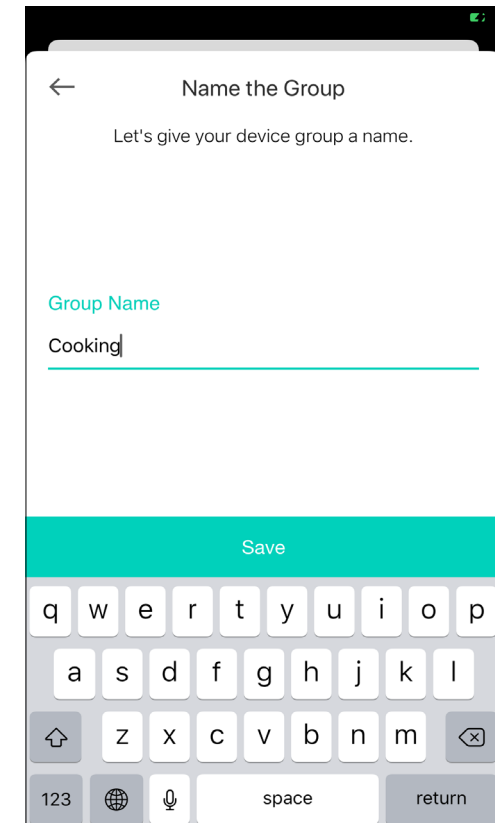 Name the Group
Let's give your device group a name.
Group Name
Cooking
Save
q w e r t y u i o p
a s d f g h j k l
z x c v b n m
123 space return